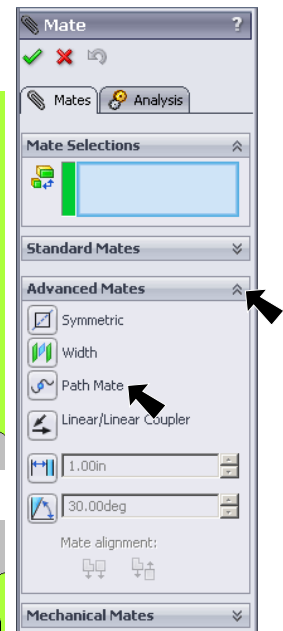 Mate ?
Mates Analysis
Mate Selections
Standard Mates
Advanced Mates
Symmetric
Width
Path Mate
Linear/Linear Coupler
1.00in
30.00deg
Mate alignment:
Mechanical Mates